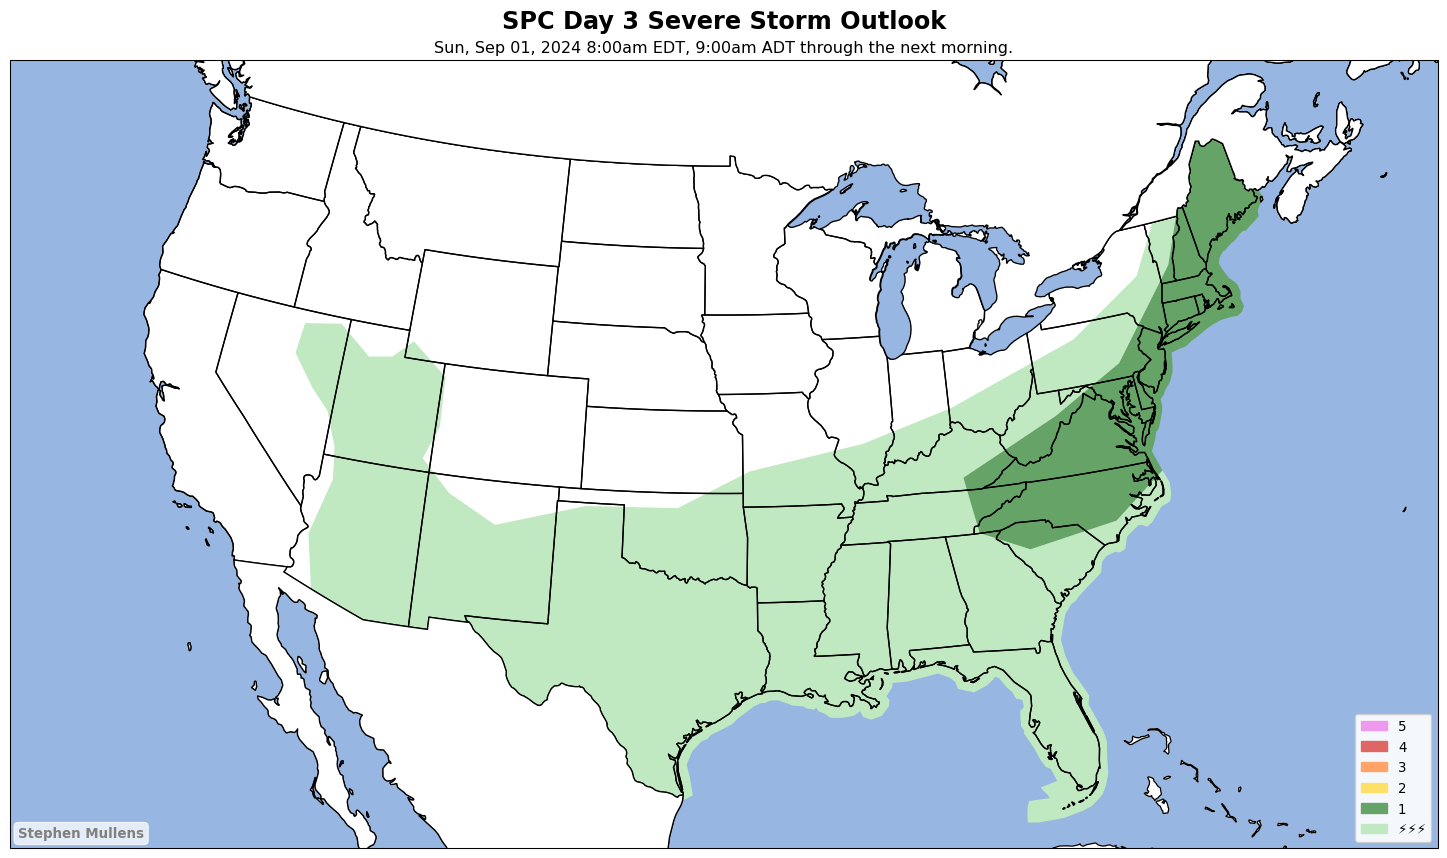 SPC Day 3 Severe Storm Outlook
Sun, Sep 01, 2024 8:00am EDT, 9:00am ADT through the next morning.
5
4
3
2
1
⚡⚡⚡
Stephen Mullens